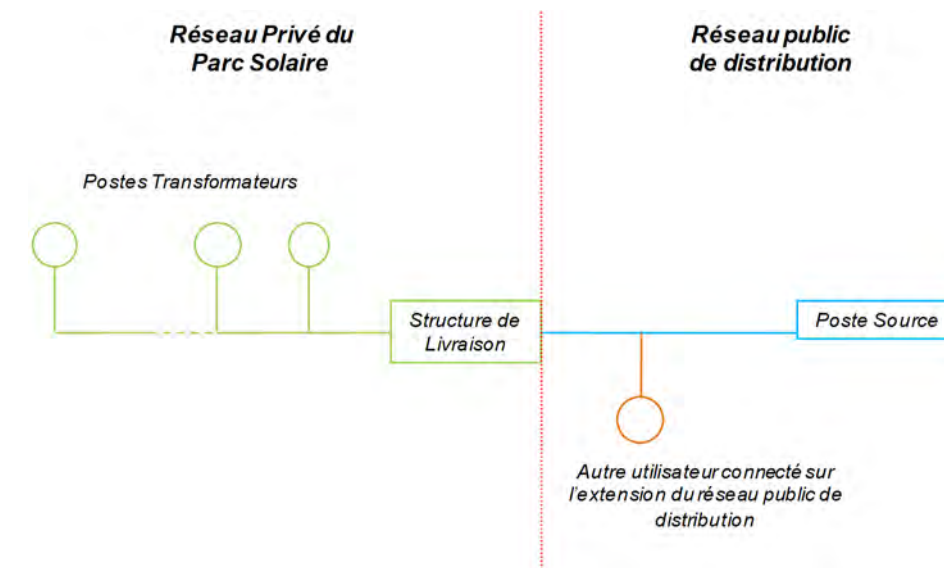 Réseau Privé du
Parc Solaire
Réseau public
de distribution
Postes Transformateurs
Structure de
Livraison
Poste Source
Autre utilisateur connecté sur
l'extension du réseau public de
distribution